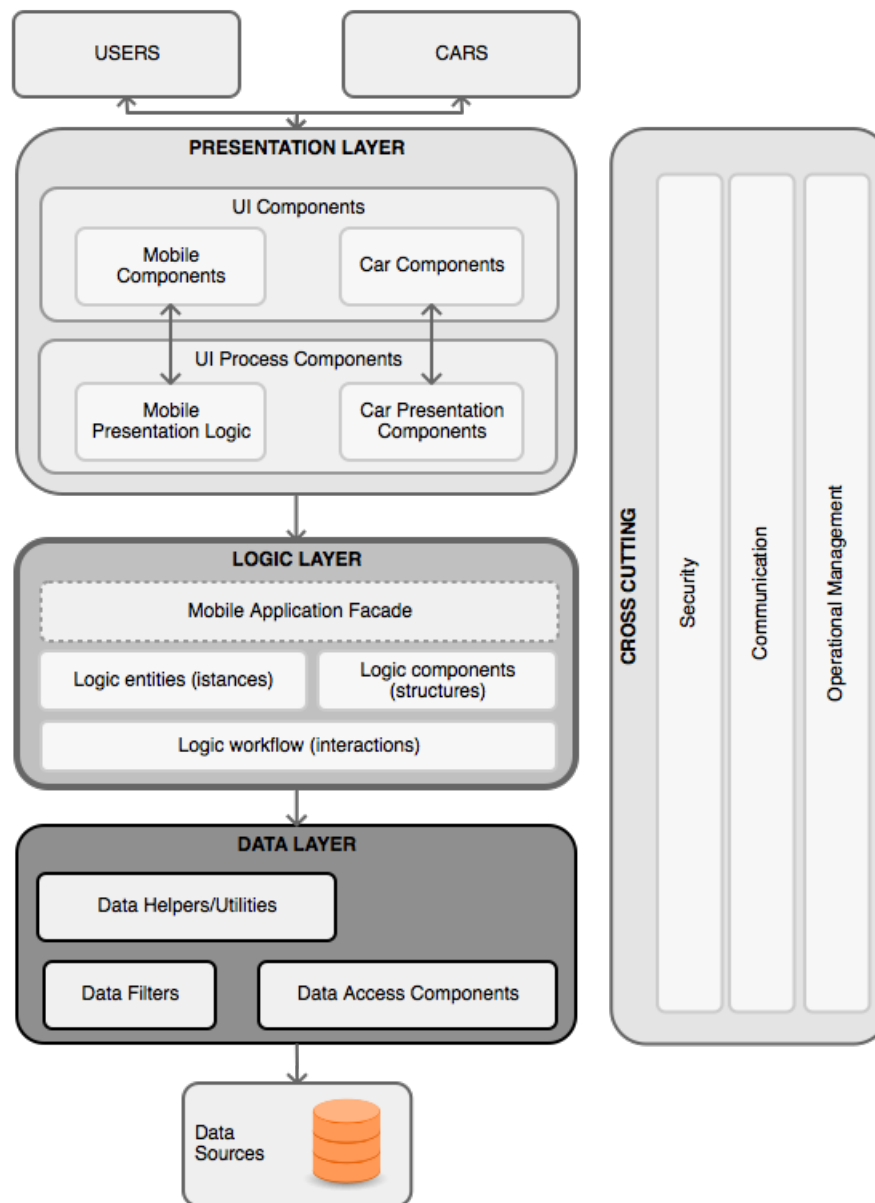 USERS
CARS
PRESENTATION LAYER
UI Components
Mobile
Components
Car Components
UI Process Components
Mobile
Presentation Logic
Car Presentation
Components
LOGIC LAYER
Mobile Application Facade
Logic entities (istances)
Logic components
(structures)
Logic workflow (interactions)
DATA LAYER
Data Helpers/Utilities
Data Filters
Data Access Components
Data
Sources
CROSS CUTTING
Security
Communication
Operational Management